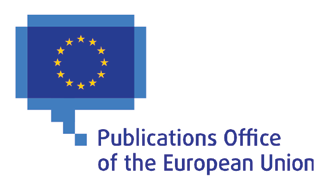 Publications Office
of the European Union